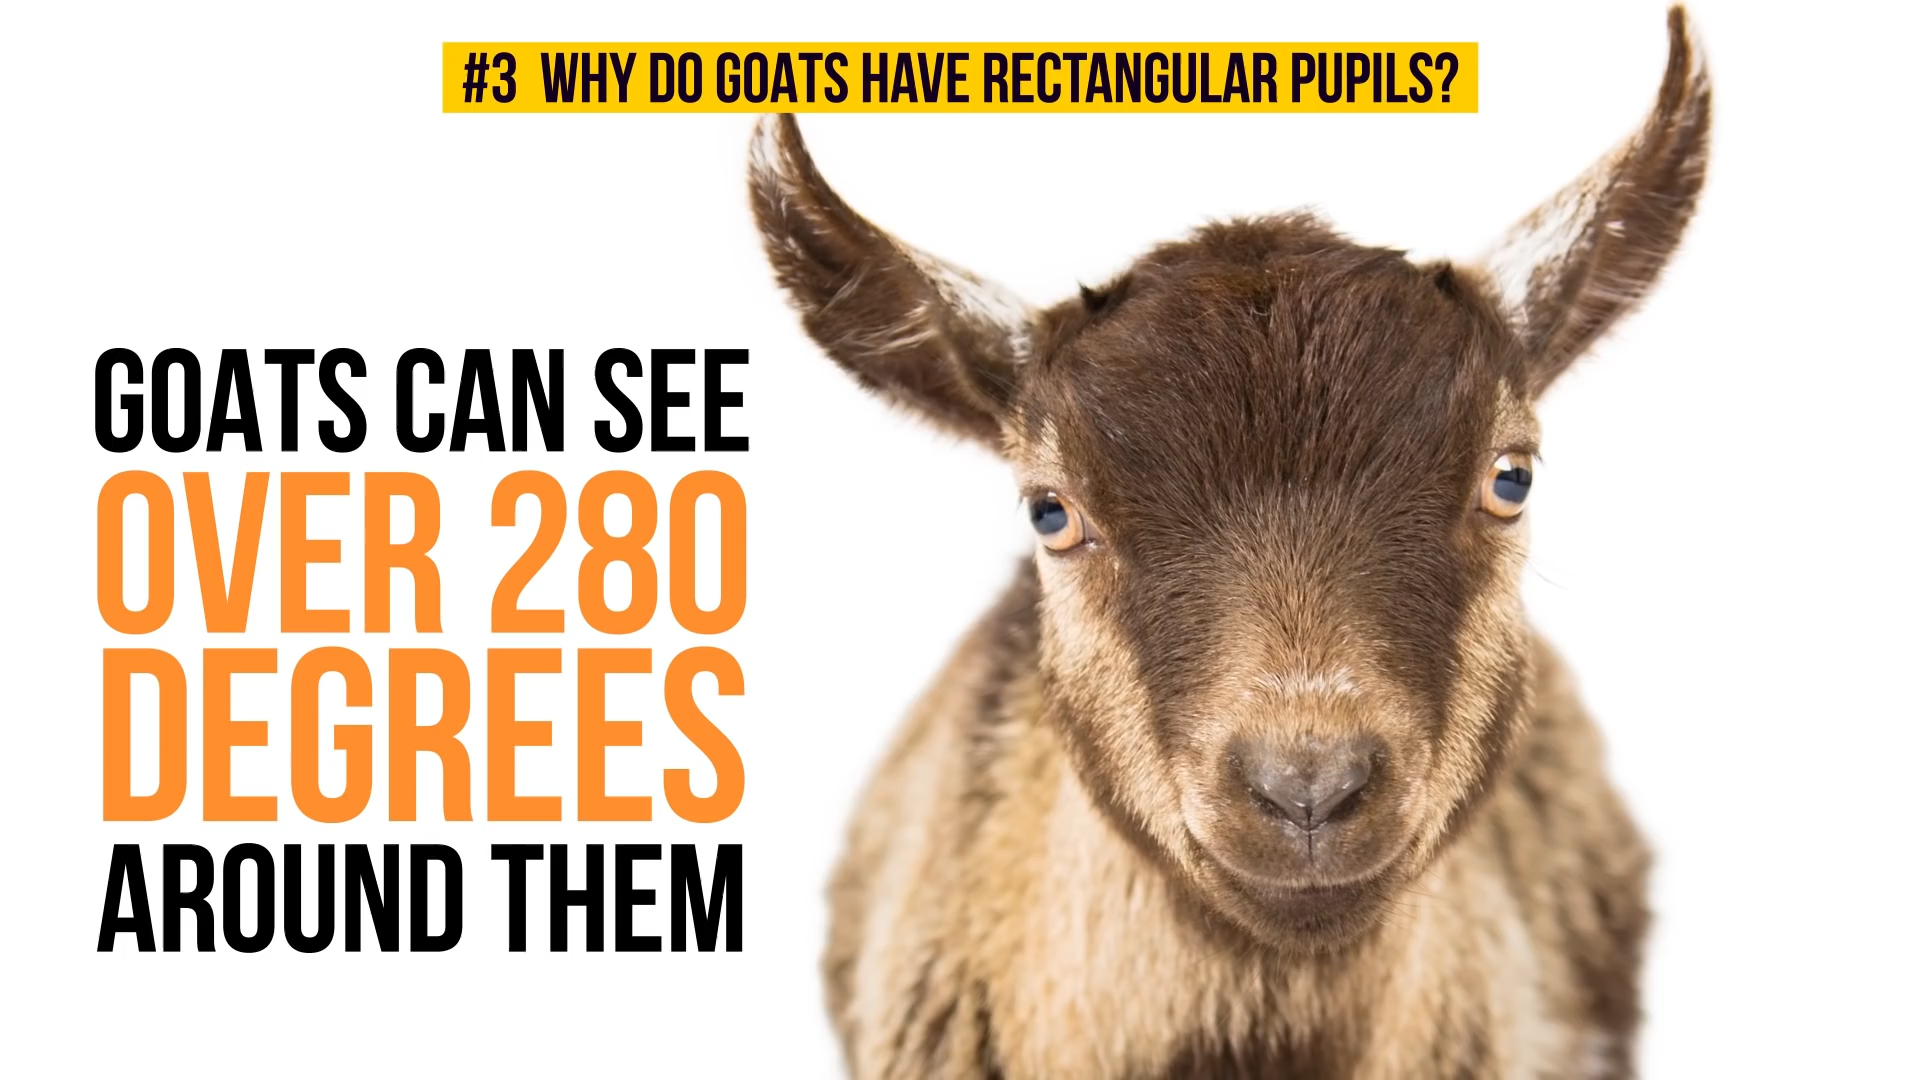 #3 WHY DO GOATS HAVE RECTANGULAR PUPILS?
GOATS CAN SEE
OVER 280
DEGREES
AROUND THEM